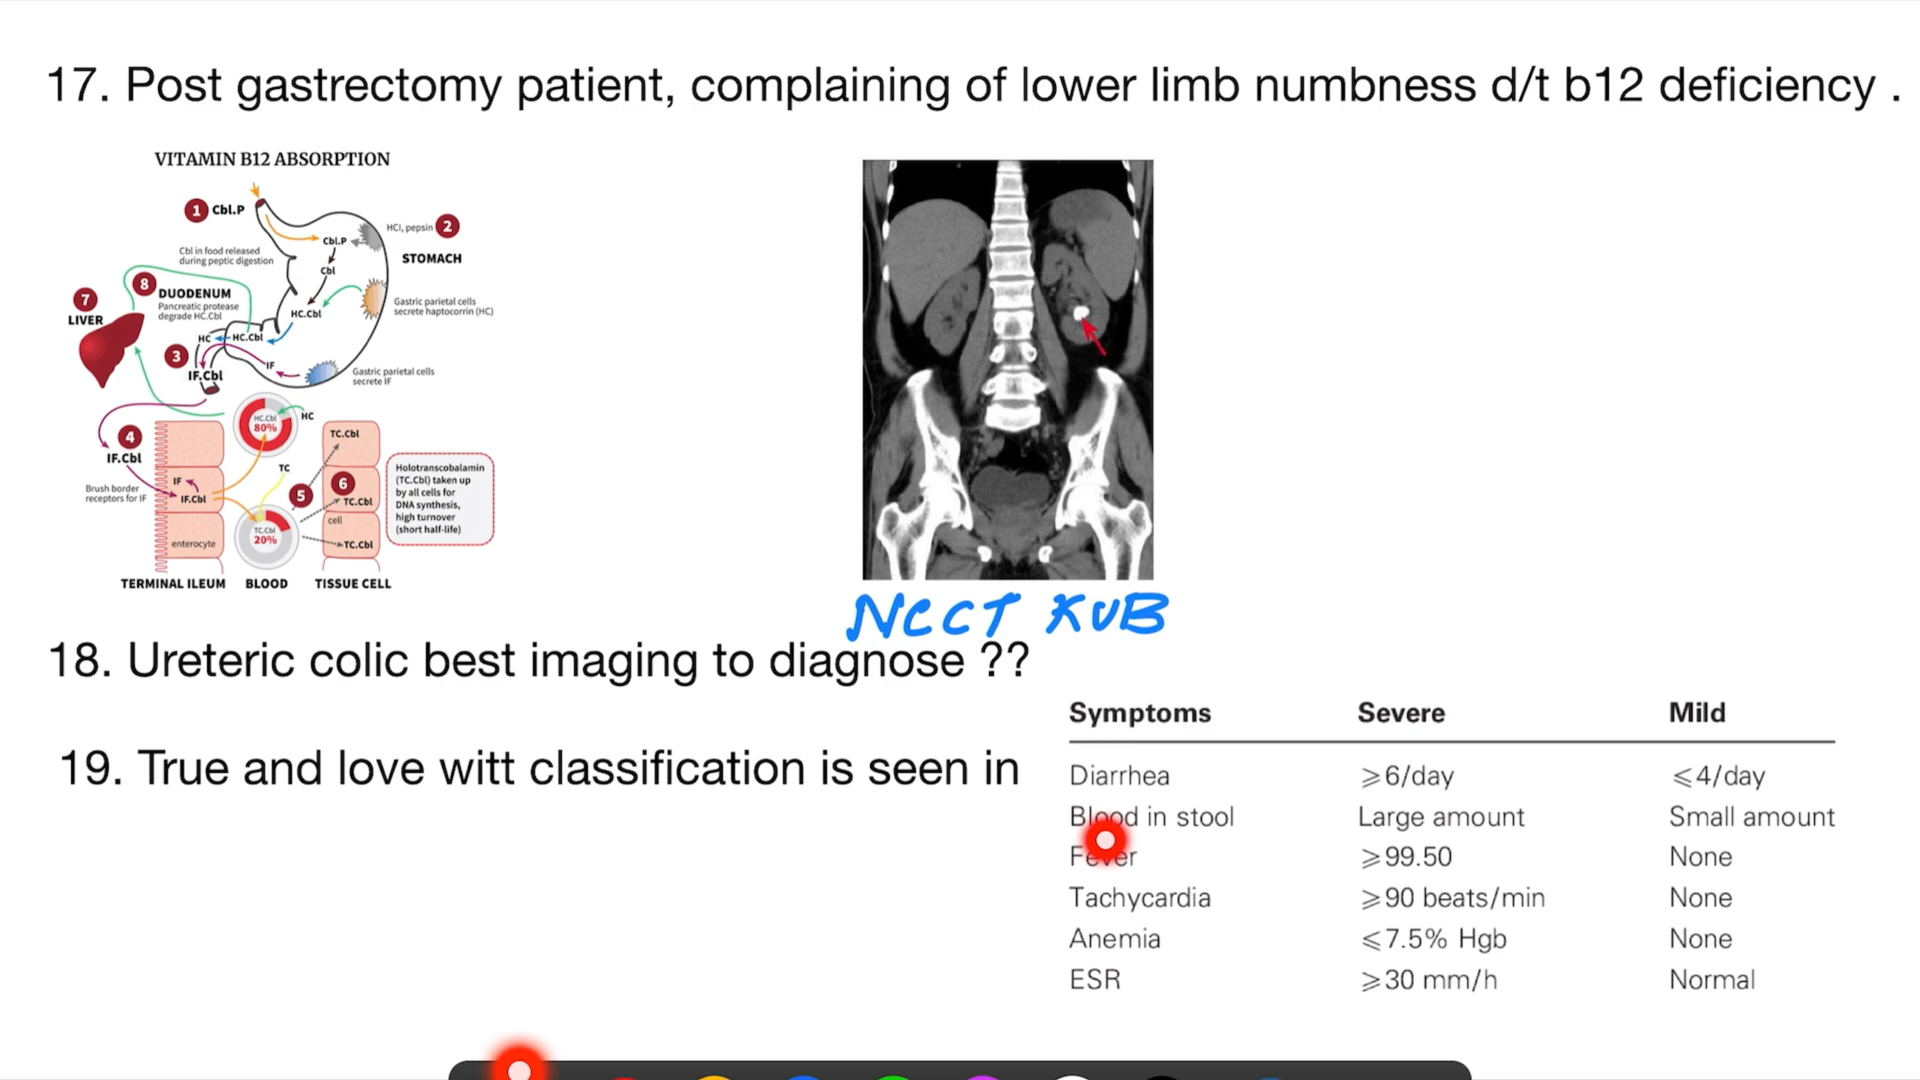 17. Post gastrectomy patient, complaining of lower limb numbness d/t b12 deficiency .
VITAMIN B12 ABSORPTION
1 Cbl.P
HCl, pepsin 2
Cbl.P
STOMACH
Cbl in food released
during peptic digestion
Cbl
8
DUODENUM
Pancreatic protease
degrade HC.Cbl
7
LIVER
Gastric parietal cells
secrete haptocorrin (HC)
HC.Cbl
HC
HC.Cbl
3
IF
IF.Cbl
Gastric parietal cells
secrete IF
HC.Cbl
80%
HC
4
IF.Cbl
TC.Cbl
TC
Brush border
receptors for IF
IF
IF.Cbl
5
6
TC.Cbl
cell
Holotranscobalamin
(TC.Cbl) taken up
by all cells for
DNA synthesis,
high turnover
(short half-life)
TC.Cbl
20%
enterocyte
TC.Cbl
TERMINAL ILEUM BLOOD TISSUE CELL
NCCT KUB
18. Ureteric colic best imaging to diagnose ??
19. True and love witt classification is seen in
Symptoms Severe Mild
Diarrhea ⩾6/day ⩽4/day
Blood in stool Large amount Small amount
Fever ⩾99.50 None
Tachycardia ⩾90 beats/min None
Anemia ⩽7.5% Hgb None
ESR ⩾30 mm/h Normal